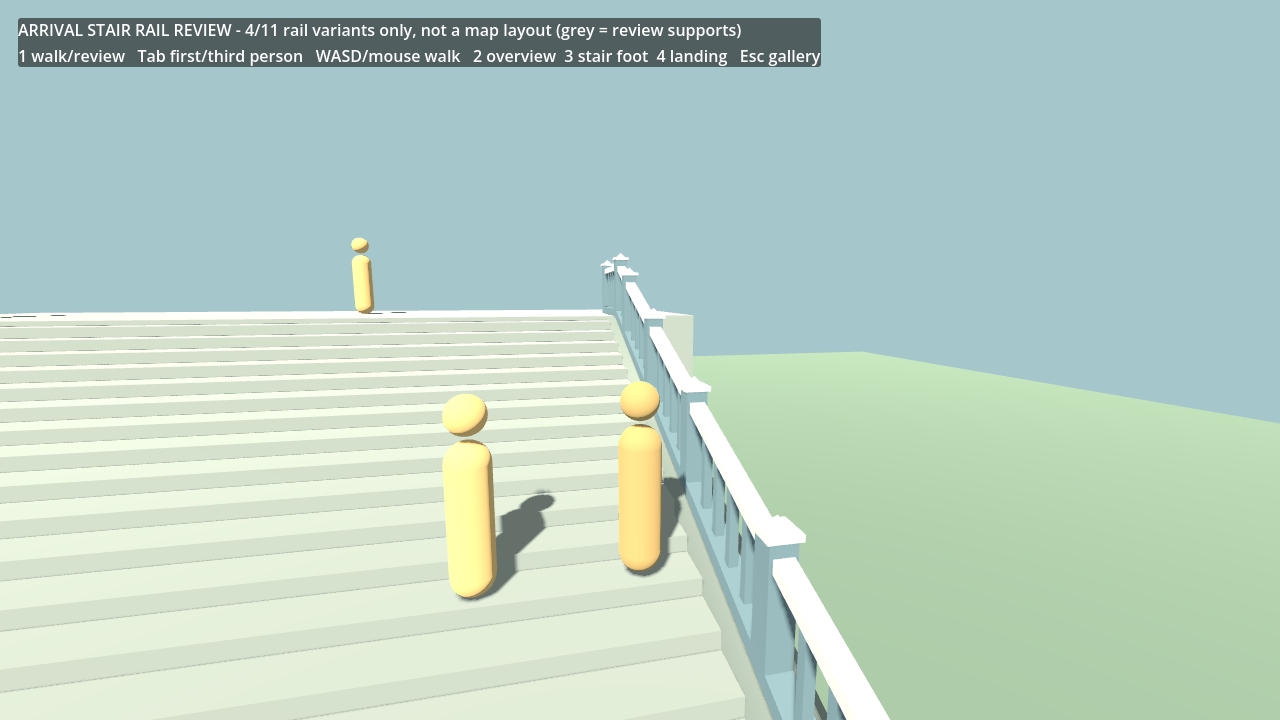 ARRIVAL STAIR RAIL REVIEW - 4/11 rail variants only, not a map layout (grey = review supports)
1 walk/review   Tab first/third person   WASD/mouse walk   2 overview  3 stair foot  4 landing   Esc gallery